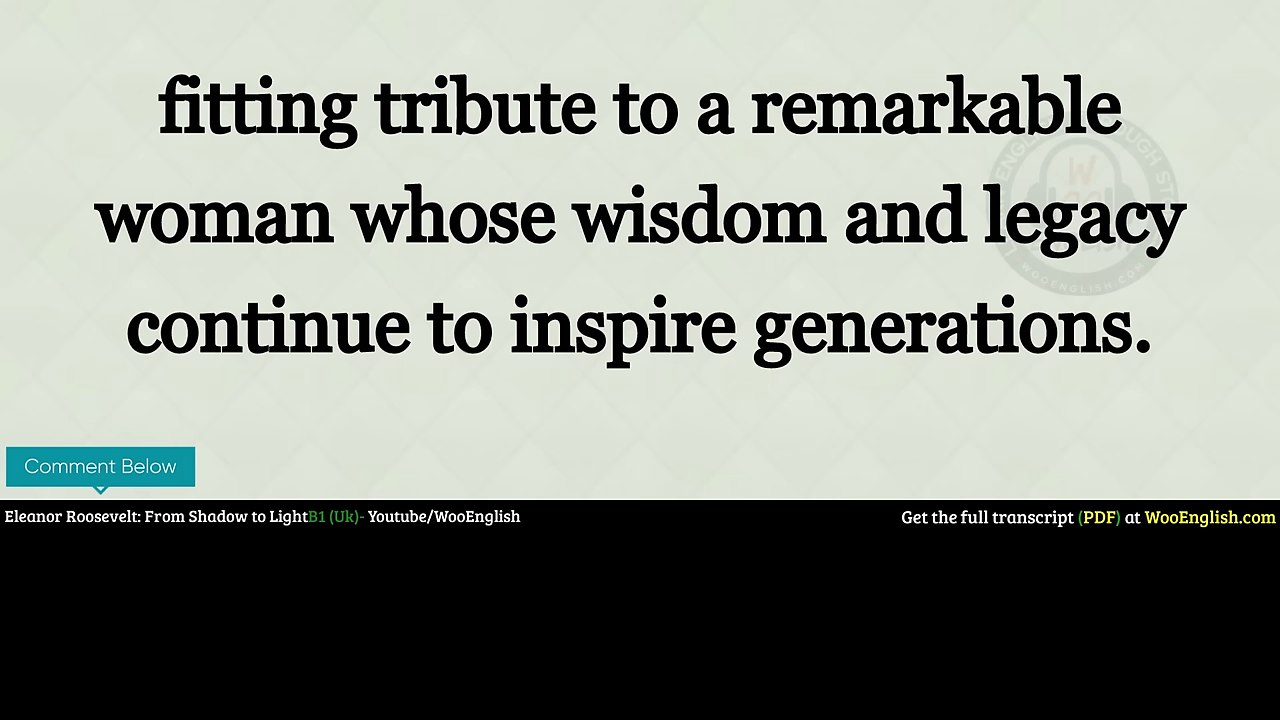 fitting tribute to a remarkable
woman whose wisdom and legacy
continue to inspire generations.
Comment Below
Eleanor Roosevelt: From Shadow to LightB1 (Uk)- Youtube/WooEnglish
Get the full transcript (PDF) at WooEnglish.com